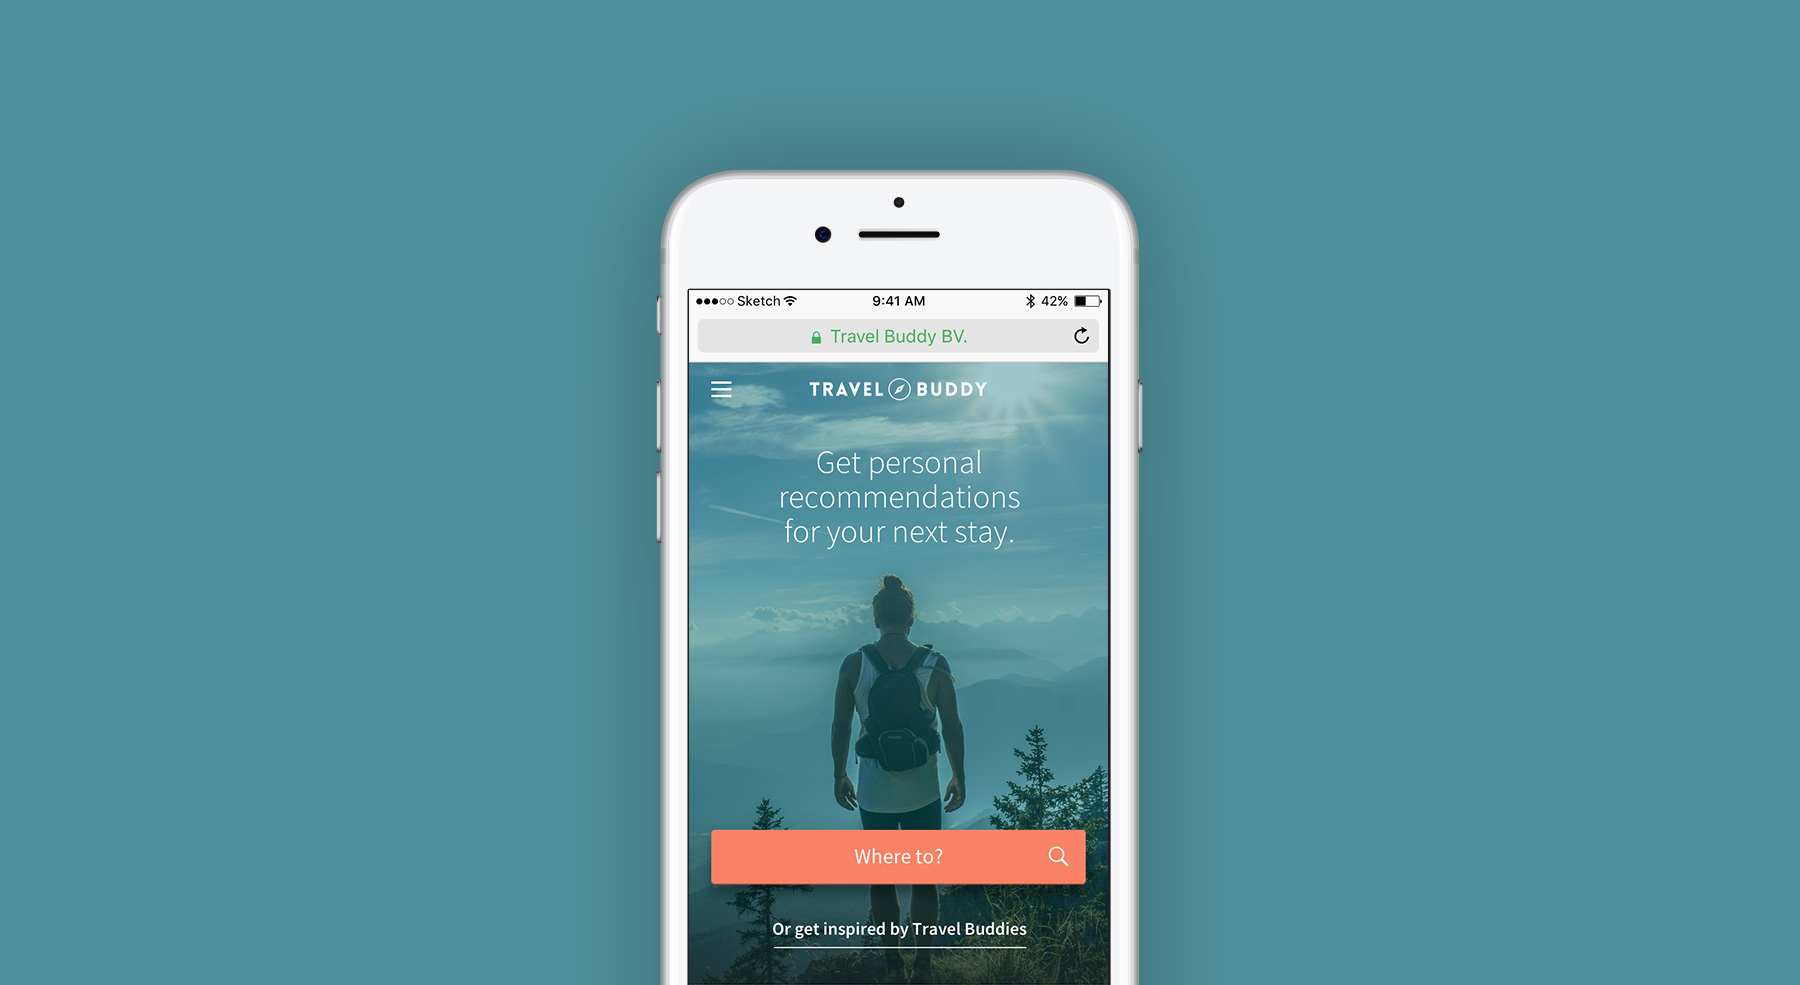 Sketch 9:41 AM 42%
Travel Buddy BV.
TRAVEL BUDDY
Get personal
recommendations
for your next stay.
Where to?
Or get inspired by Travel Buddies